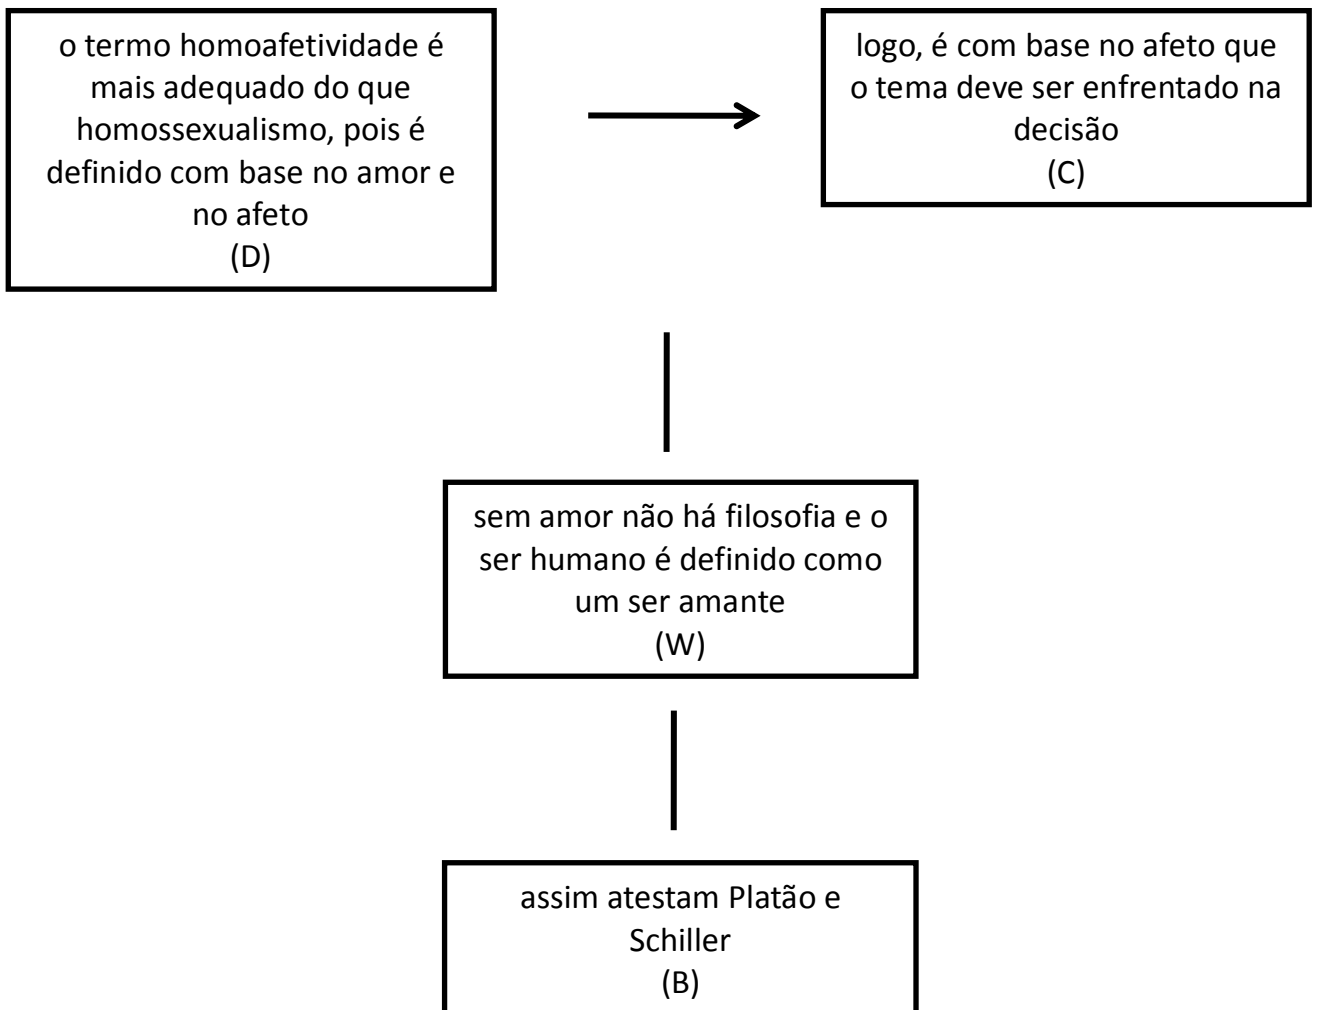 o termo homoafetividade é
mais adequado do que
homossexualismo, pois é
definido com base no amor e
no afeto
(D)
logo, é com base no afeto que
o tema deve ser enfrentado na
decisão
(C)
sem amor não há filosofia e o
ser humano é definido como
um ser amante
(W)
assim atestam Platão e
Schiller
(B)